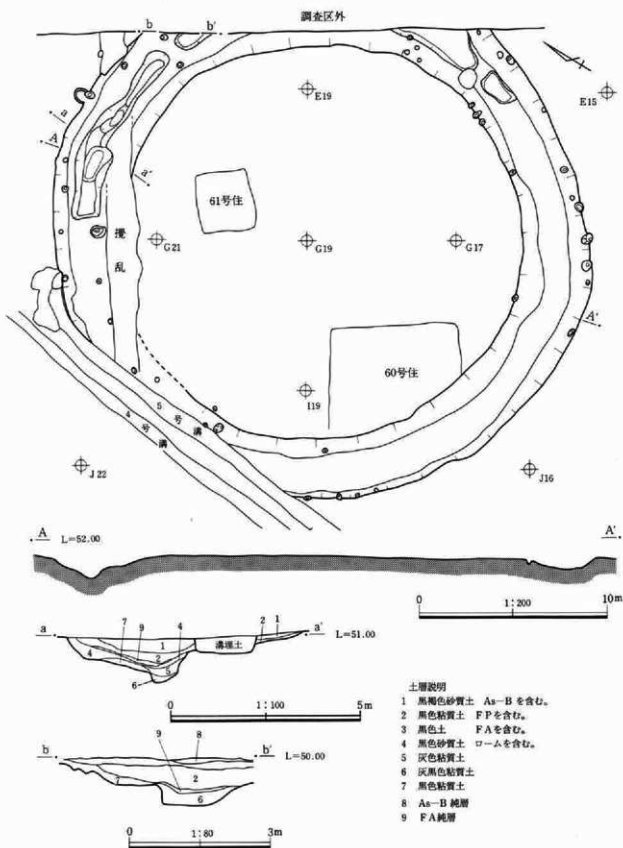 調査区外
b b'
E19
E15
a
A
a'
61号住
攪乱
G21
G19
G17
A'
60号住
I19
5号溝
4号溝
J22
J16
A L=52.00 A'
0 1:200 10m
a 7 9 4 2 1 a' L=51.00
4 1 2 5 6 溝埋土
0 1:100 5m
b 9 8 b' L=50.00
7 2 6
0 1:80 3m
土層説明
1 黒褐色砂質土 As-Bを含む。
2 黒色粘質土 FPを含む。
3 黒色土 FAを含む。
4 黒色砂質土 ロームを含む。
5 灰色粘質土
6 灰黒色粘質土
7 黒色粘質土
8 As-B純層
9 FA純層